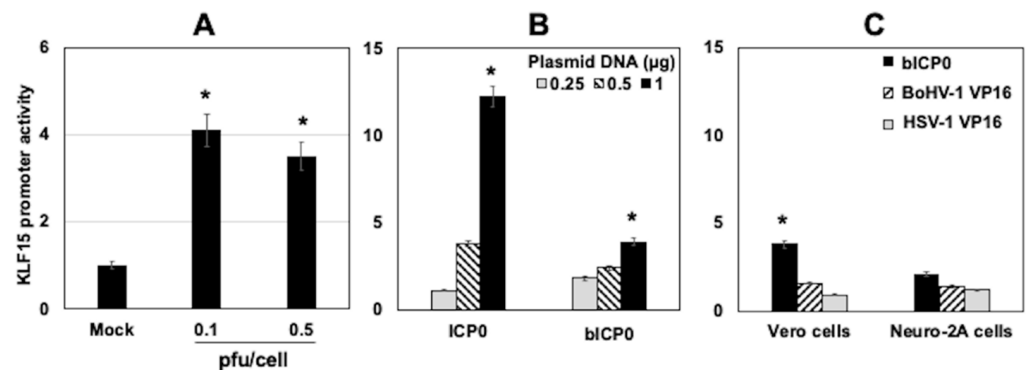 A
KLF15 promoter activity
6
4
2
0
Mock
0.1
0.5
pfu/cell
*
*
B
15
10
5
0
Plasmid DNA (µg)
0.25 0.5 1
*
*
ICP0
bICP0
C
15
10
5
0
bICP0
BoHV-1 VP16
HSV-1 VP16
*
Vero cells
Neuro-2A cells